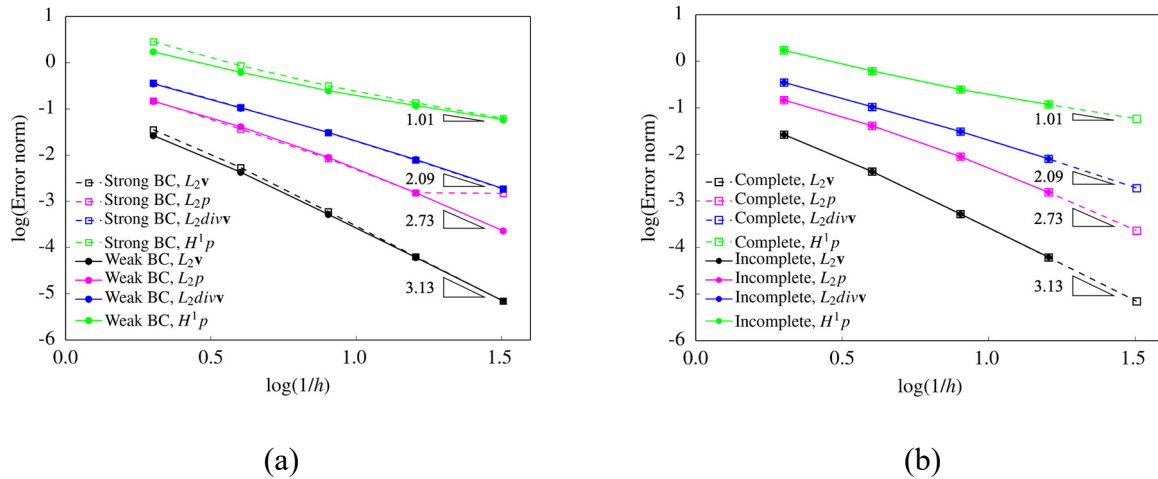 1
0
-1
-2
-3
-4
-5
-6
log(Error norm)
1.01
2.09
2.73
3.13
Strong BC, L₂v
Strong BC, L₂p
Strong BC, L₂divv
Strong BC, H¹p
Weak BC, L₂v
Weak BC, L₂p
Weak BC, L₂divv
Weak BC, H¹p
0.0 0.5 1.0 1.5
log(1/h)
(a)
1
0
-1
-2
-3
-4
-5
-6
log(Error norm)
1.01
2.09
2.73
3.13
Complete, L₂v
Complete, L₂p
Complete, L₂divv
Complete, H¹p
Incomplete, L₂v
Incomplete, L₂p
Incomplete, L₂divv
Incomplete, H¹p
0.0 0.5 1.0 1.5
log(1/h)
(b)